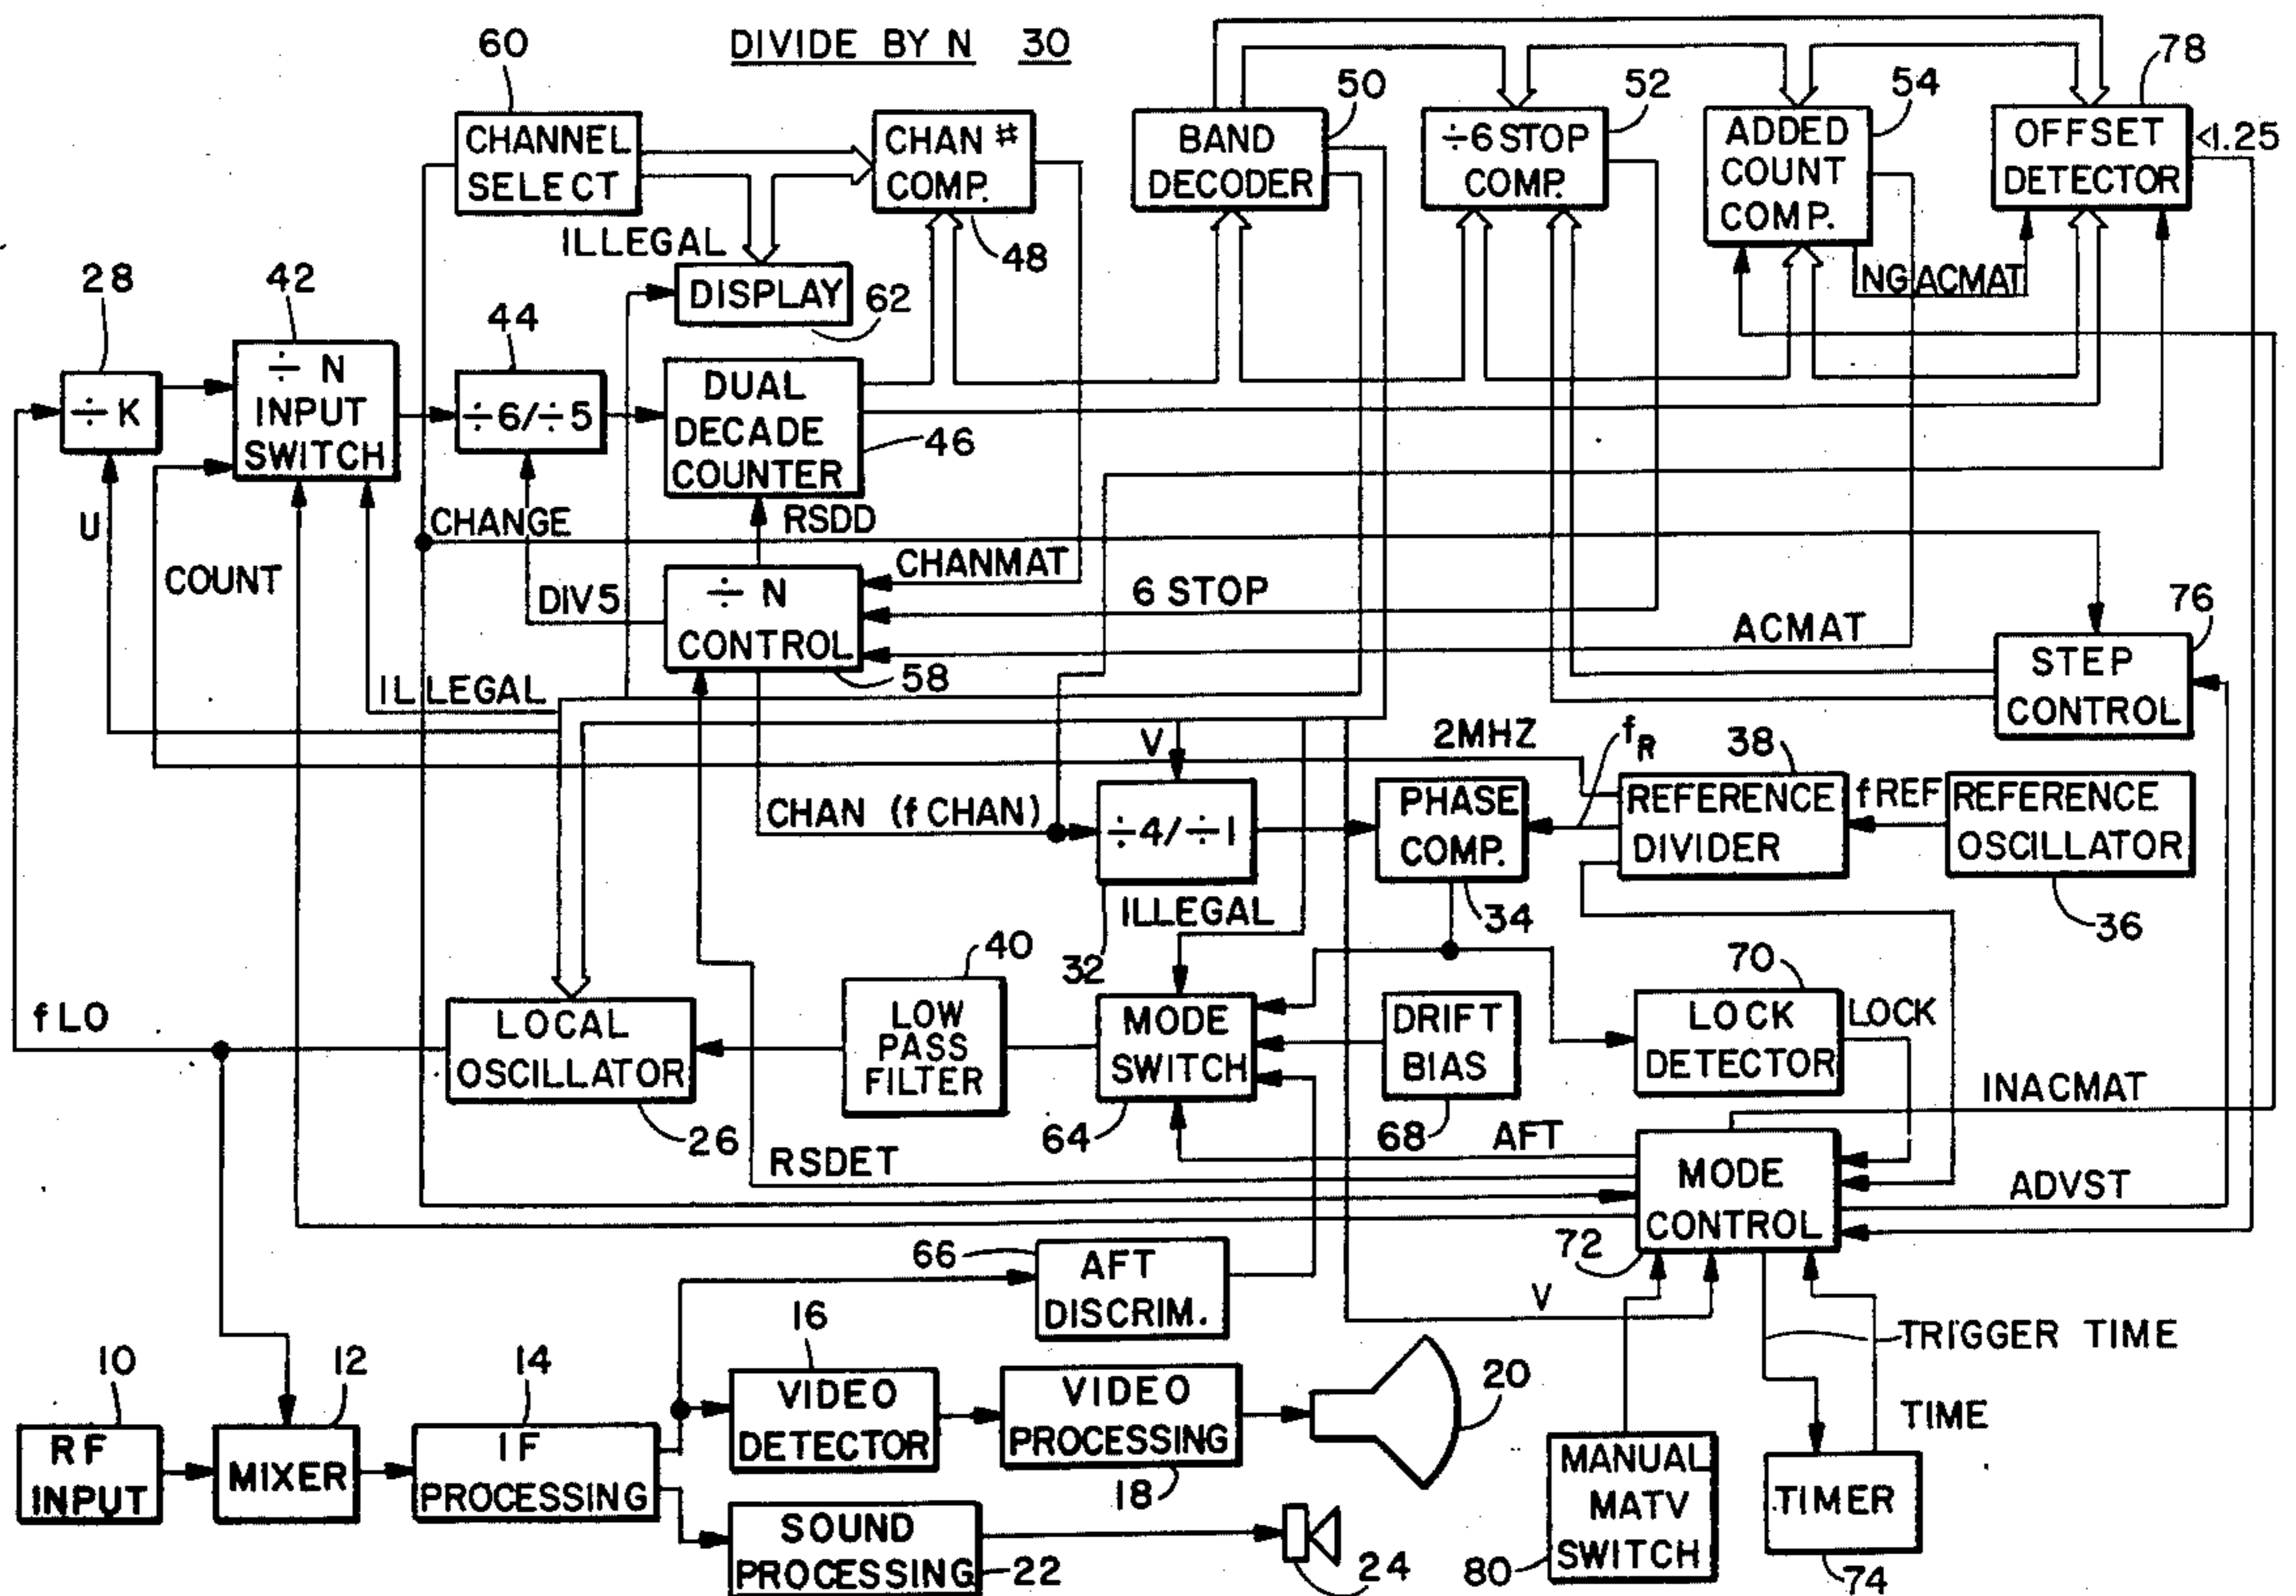 DIVIDE BY N 30
60
CHANNEL
SELECT
CHAN #
COMP.
48
50
BAND
DECODER
52
÷6 STOP
COMP.
54
ADDED
COUNT
COMP.
78
OFFSET
DETECTOR
<1.25
ILLEGAL
DISPLAY
62
NGACMAT
28
÷K
42
÷ N
INPUT
SWITCH
44
÷6/÷5
DUAL
DECADE
COUNTER
46
U
COUNT
CHANGE
RSDD
CHANMAT
DIV5
÷ N
CONTROL
58
6 STOP
ACMAT
76
STEP
CONTROL
ILLEGAL
V
2MHZ
fR
38
CHAN (fCHAN)
÷4/÷1
32
PHASE
COMP.
34
REFERENCE
DIVIDER
fREF
REFERENCE
OSCILLATOR
36
ILLEGAL
fLO
LOCAL
OSCILLATOR
26
40
LOW
PASS
FILTER
MODE
SWITCH
64
DRIFT
BIAS
68
70
LOCK
DETECTOR
LOCK
INACMAT
RSDET
AFT
MODE
CONTROL
72
ADVST
66
AFT
DISCRIM.
V
TRIGGER TIME
TIME
10
RF
INPUT
12
MIXER
14
IF
PROCESSING
16
VIDEO
DETECTOR
VIDEO
PROCESSING
18
20
SOUND
PROCESSING
22
24
MANUAL
MATV
SWITCH
80
TIMER
74